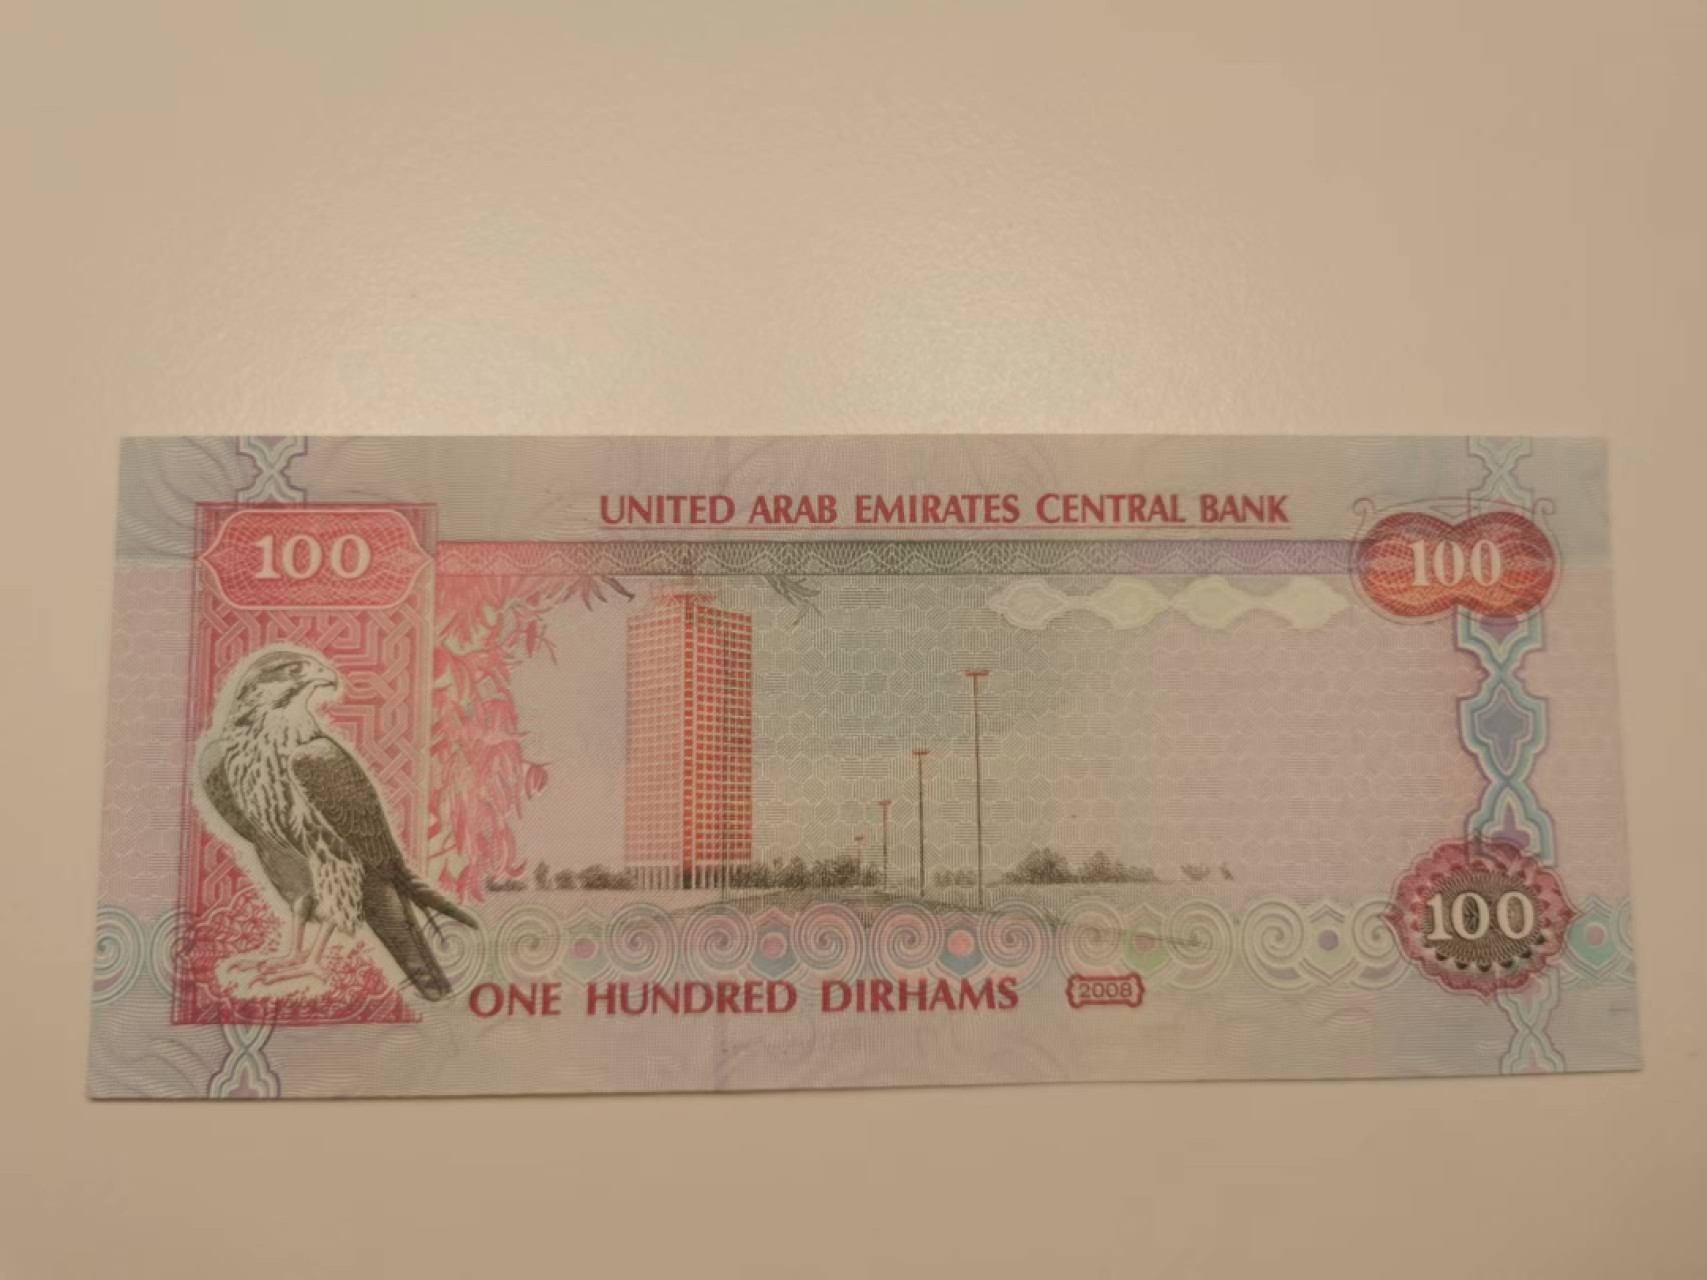 UNITED ARAB EMIRATES CENTRAL BANK
100
100
100
ONE HUNDRED DIRHAMS
2008